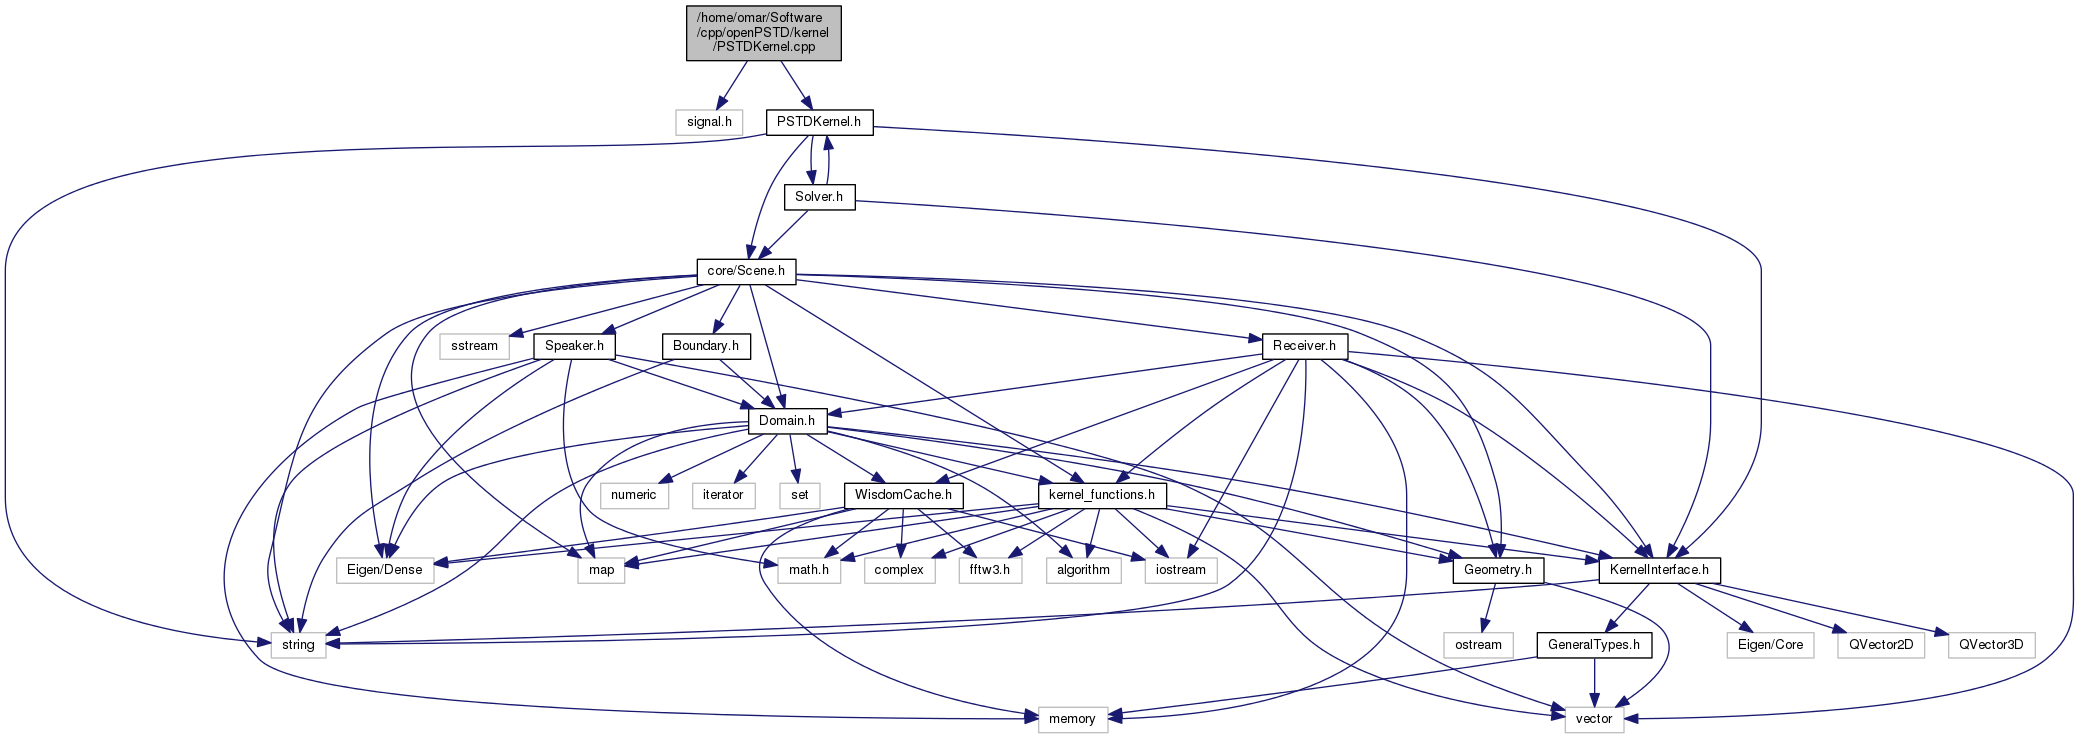 /home/omar/Software
/cpp/openPSTD/kernel
/PSTDKernel.cpp
signal.h
PSTDKernel.h
Solver.h
core/Scene.h
sstream
Speaker.h
Boundary.h
Receiver.h
Domain.h
numeric
iterator
set
WisdomCache.h
kernel_functions.h
Eigen/Dense
map
math.h
complex
fftw3.h
algorithm
iostream
Geometry.h
KernelInterface.h
string
ostream
GeneralTypes.h
Eigen/Core
QVector2D
QVector3D
memory
vector